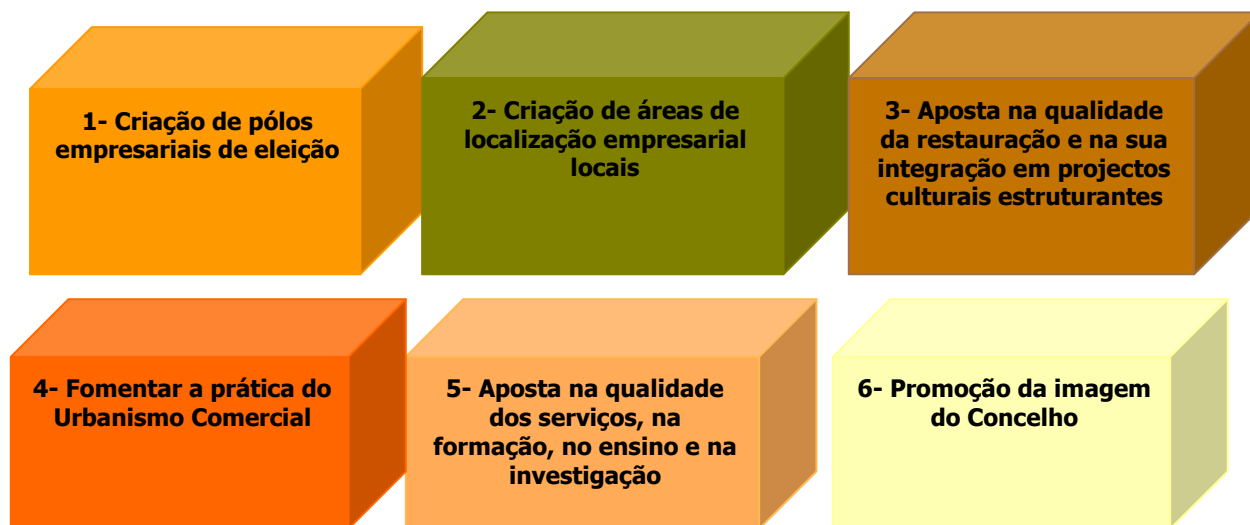 1- Criação de pólos
empresariais de eleição
2- Criação de áreas de
localização empresarial
locais
3- Aposta na qualidade
da restauração e na sua
integração em projectos
culturais estruturantes
4- Fomentar a prática do
Urbanismo Comercial
5- Aposta na qualidade
dos serviços, na
formação, no ensino e na
investigação
6- Promoção da imagem
do Concelho